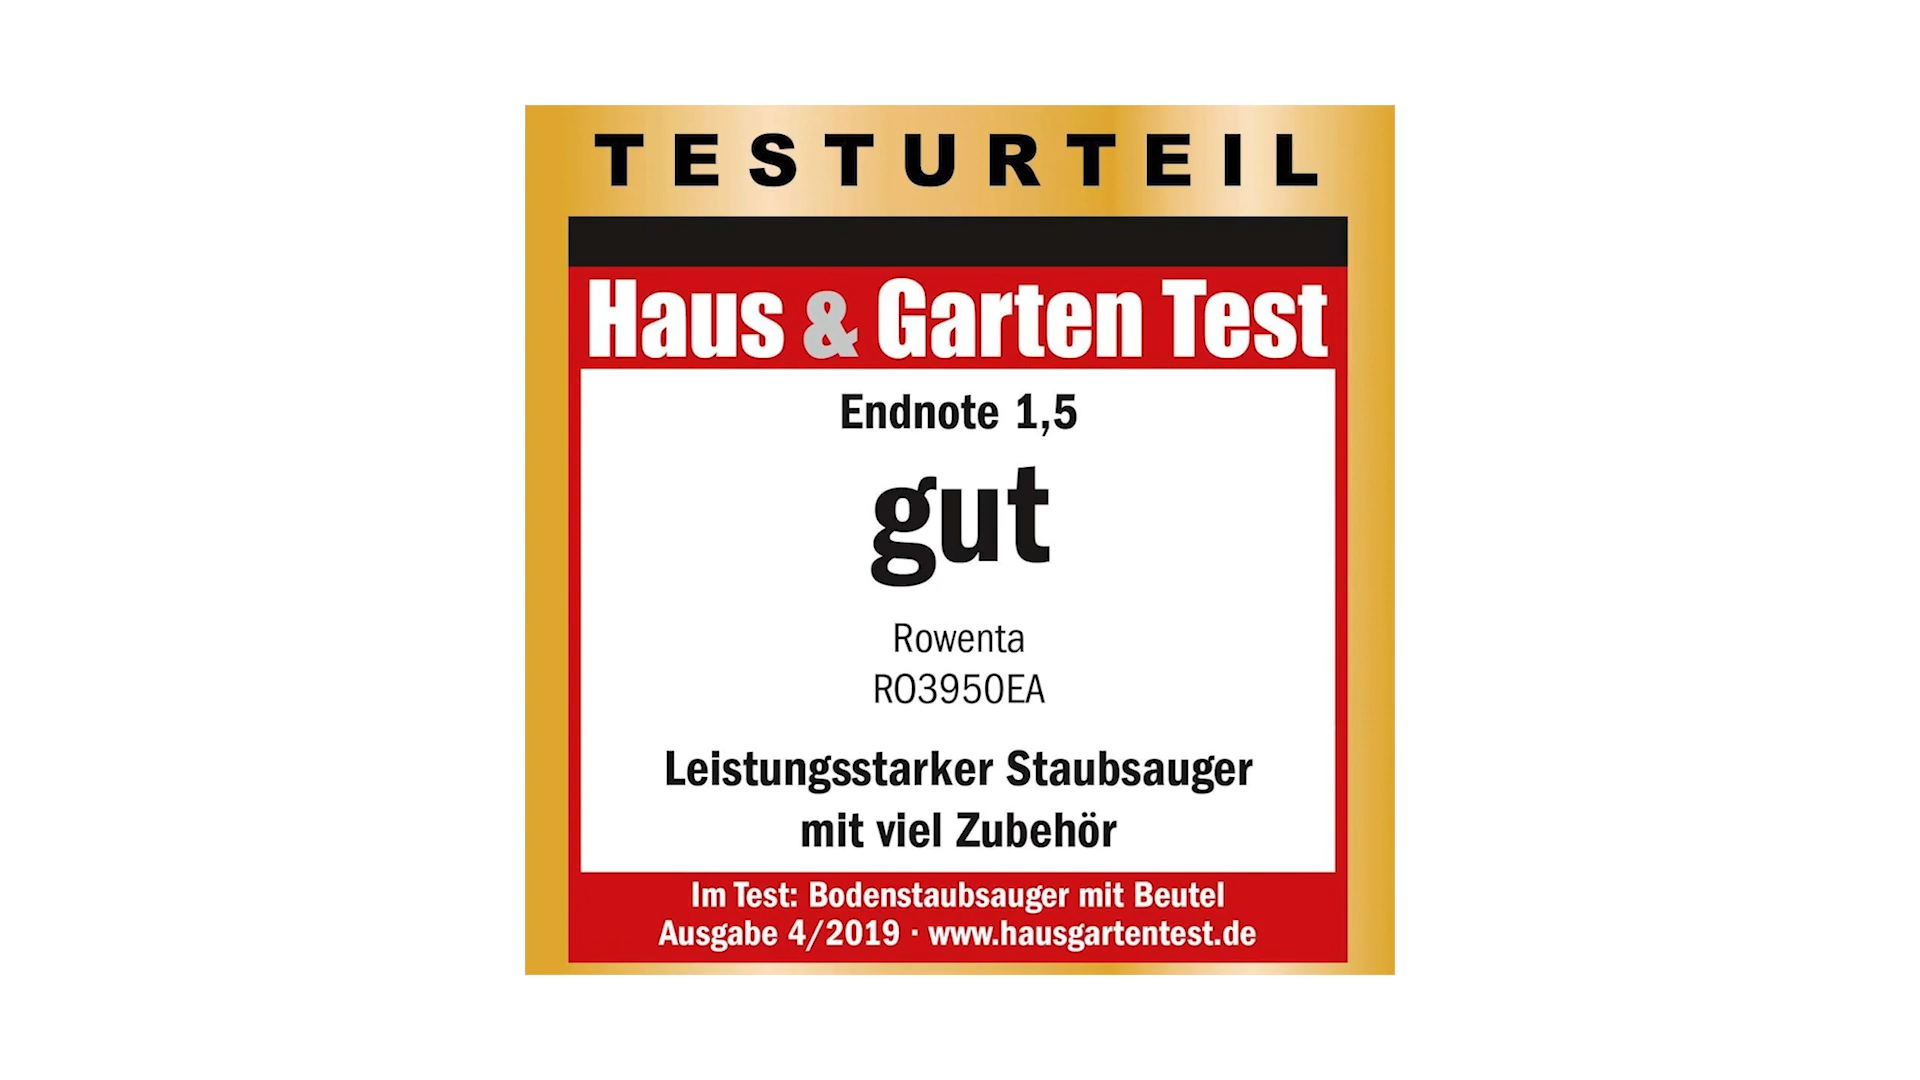 TESTURTEIL
Haus & Garten Test
Endnote 1,5
gut
Rowenta
RO3950EA
Leistungsstarker Staubsauger
mit viel Zubehör
Im Test: Bodenstaubsauger mit Beutel
Ausgabe 4/2019 · www.hausgartentest.de